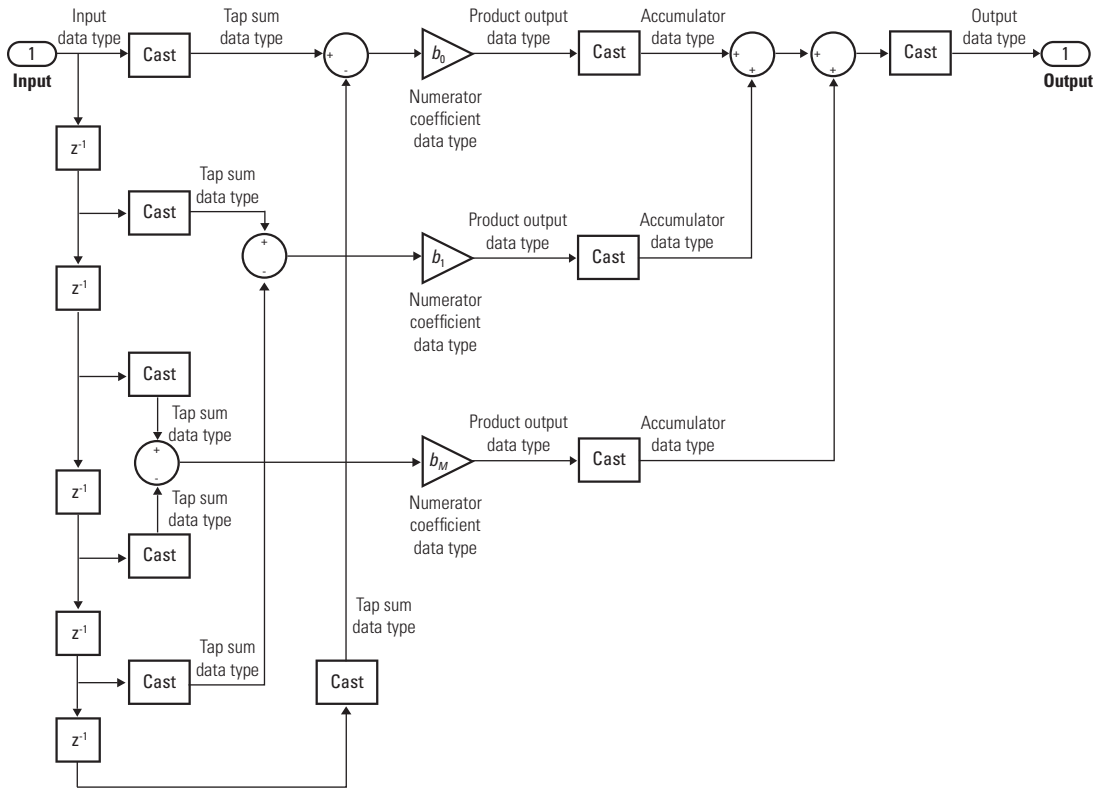 Input
data type
Tap sum
data type
Product output
data type
Accumulator
data type
Output
data type
1
Input
Cast
+
-
b0
Cast
+
+
+
+
Cast
1
Output
Numerator
coefficient
data type
z-1
Tap sum
data type
Cast
Product output
data type
Accumulator
data type
+
-
b1
Cast
z-1
Numerator
coefficient
data type
Cast
Tap sum
data type
Product output
data type
Accumulator
data type
+
-
bM
Cast
z-1
Tap sum
data type
Numerator
coefficient
data type
Cast
z-1
Tap sum
data type
Tap sum
data type
Cast
Cast
z-1